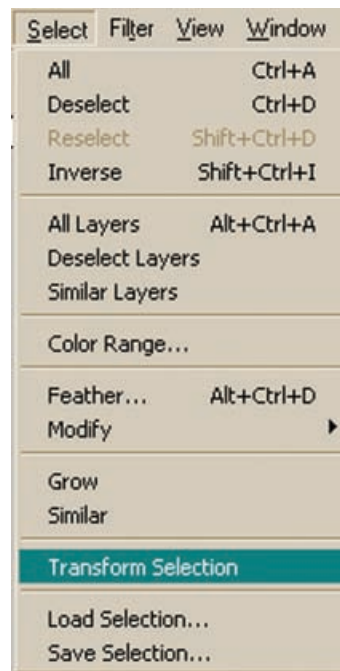 Select Filter View Window
All Ctrl+A
Deselect Ctrl+D
Reselect Shift+Ctrl+D
Inverse Shift+Ctrl+I
All Layers Alt+Ctrl+A
Deselect Layers
Similar Layers
Color Range...
Feather... Alt+Ctrl+D
Modify
Grow
Similar
Transform Selection
Load Selection...
Save Selection...